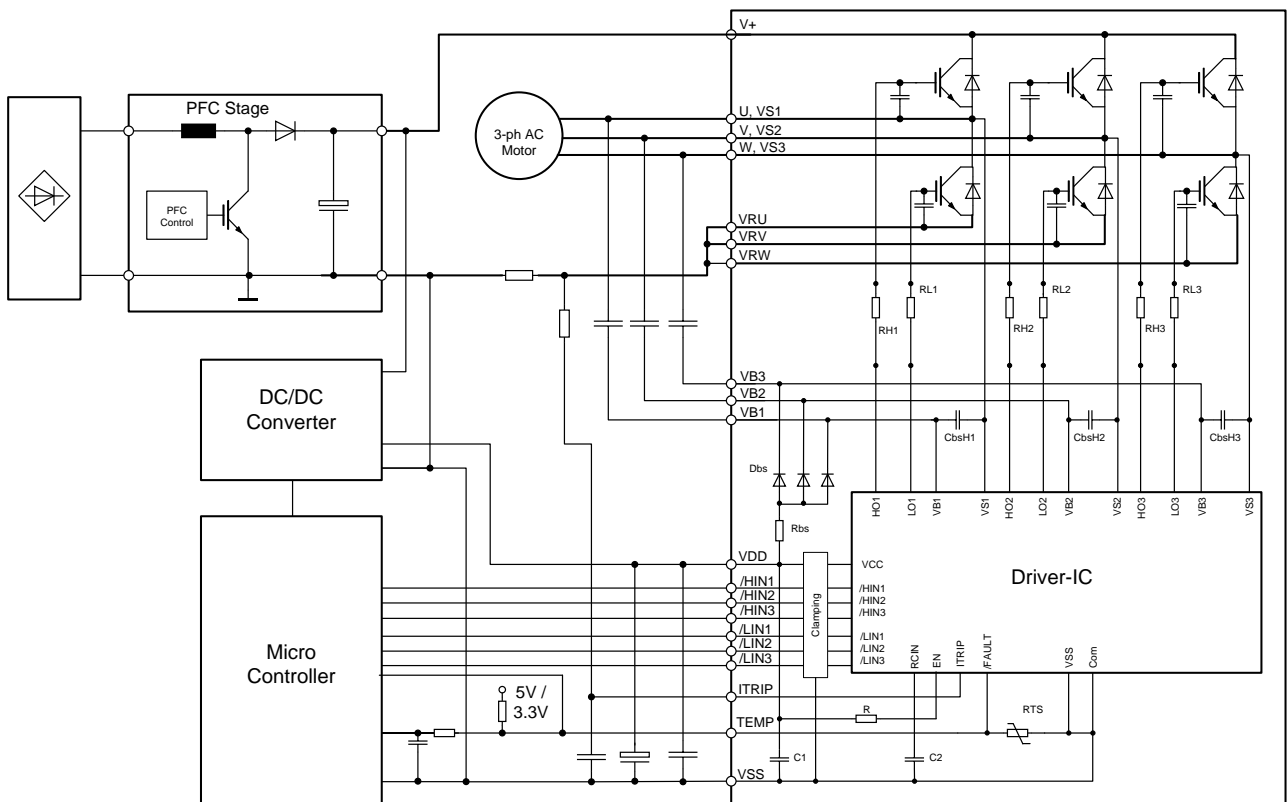 V+
PFC Stage
PFC
Control
3-ph AC
Motor
U, VS1
V, VS2
W, VS3
VRU
VRV
VRW
RL1
RL2
RL3
RH1
RH2
RH3
DC/DC
Converter
VB3
VB2
VB1
CbsH1
CbsH2
CbsH3
Dbs
Rbs
HO1
LO1
VB1
VS1
HO2
LO2
VB2
VS2
HO3
LO3
VB3
VS3
Driver-IC
VDD
/HIN1
/HIN2
/HIN3
/LIN1
/LIN2
/LIN3
Clamping
VCC
/HIN1
/HIN2
/HIN3
/LIN1
/LIN2
/LIN3
RCIN
EN
ITRIP
/FAULT
VSS
Com
Micro
Controller
5V /
3.3V
ITRIP
TEMP
R
RTS
C1
C2
VSS